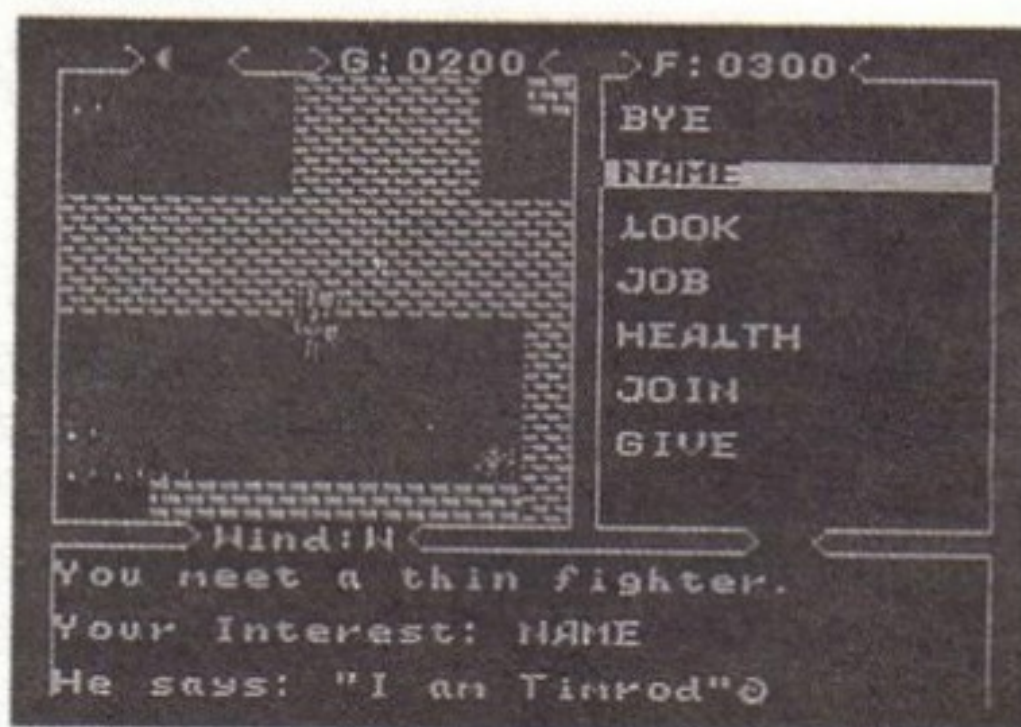 G:0200
F:0300
BYE
NAME
LOOK
JOB
HEALTH
JOIN
GIVE
Wind:W
You meet a thin fighter.
Your Interest: NAME
He says: "I am Timrod"